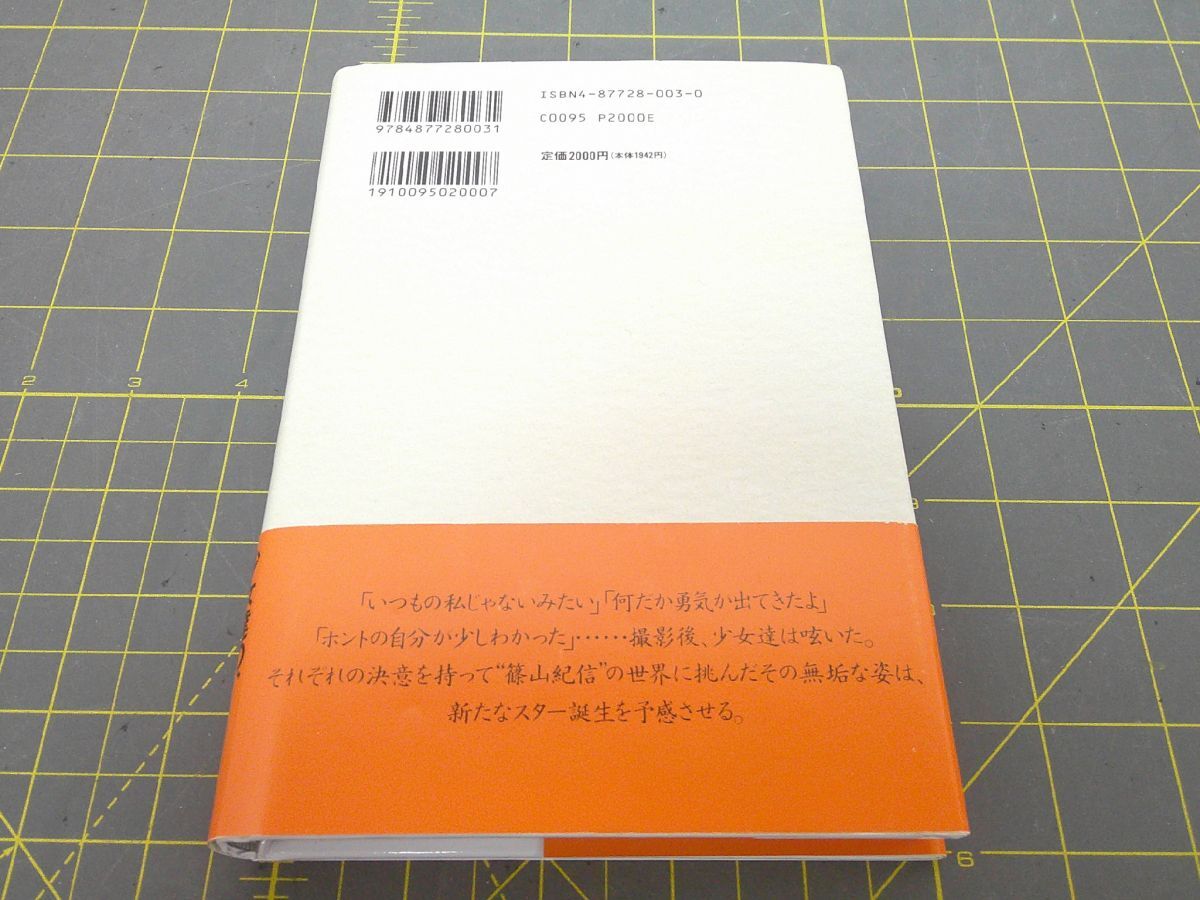 ISBN4-87728-003-0
9784877280031
C0095 P2000E
定価2000円(本体1942円)
1910095020007
「いつもの私じゃないみたい」「何だか勇気が出てきたよ」
「ホントの自分が少しわかった」……撮影後、少女達は呟いた。
それぞれの決意を持って“篠山紀信”の世界に挑んだその無垢な姿は、
新たなスター誕生を予感させる。
2
3
4
6